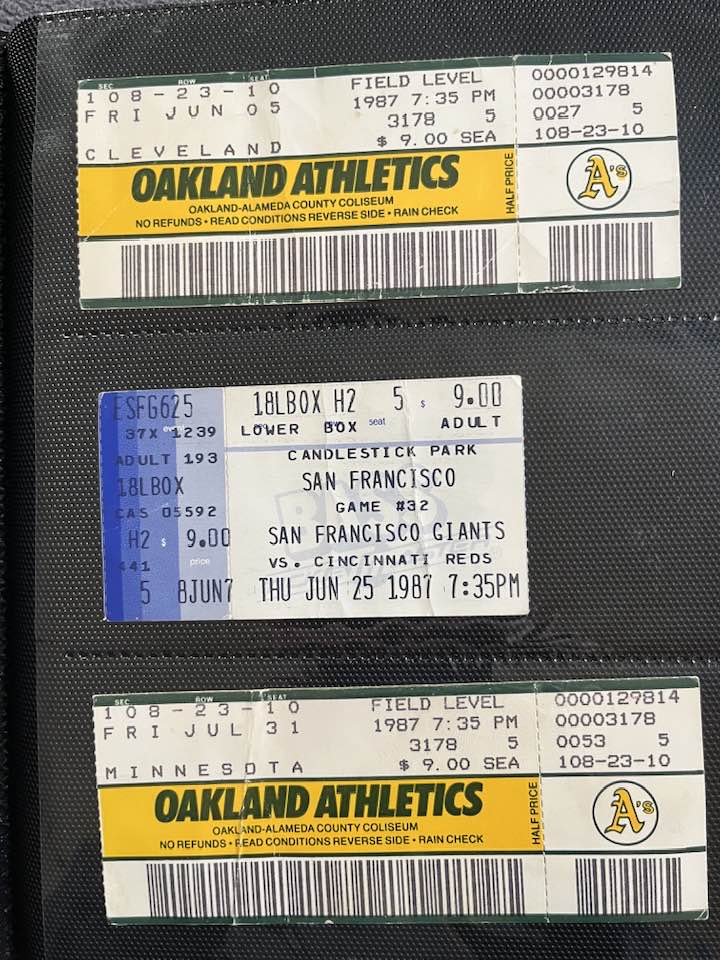 SEC ROW SEAT
108-23-10
FRI JUN 05
CLEVELAND
FIELD LEVEL
1987 7:35 PM
3178 5
$ 9.00 SEA
OAKLAND ATHLETICS
OAKLAND-ALAMEDA COUNTY COLISEUM
NO REFUNDS • READ CONDITIONS REVERSE SIDE • RAIN CHECK
HALF PRICE
0000129814
00003178
0027 5
108-23-10
A's
ESFG625
37X 1239
ADULT 193
18LBOX
CAS 05592
H2 $ 9.00
441 price
5 8JUN7
18LBOX H2 5 $ 9.00
LOWER BOX seat ADULT
CANDLESTICK PARK
SAN FRANCISCO
GAME #32
SAN FRANCISCO GIANTS
VS. CINCINNATI REDS
THU JUN 25 1987 7:35PM
SEC ROW SEAT
108-23-10
FRI JUL 31
MINNESOTA
FIELD LEVEL
1987 7:35 PM
3178 5
$ 9.00 SEA
OAKLAND ATHLETICS
OAKLAND-ALAMEDA COUNTY COLISEUM
NO REFUNDS • READ CONDITIONS REVERSE SIDE • RAIN CHECK
HALF PRICE
0000129814
00003178
0053 5
108-23-10
A's